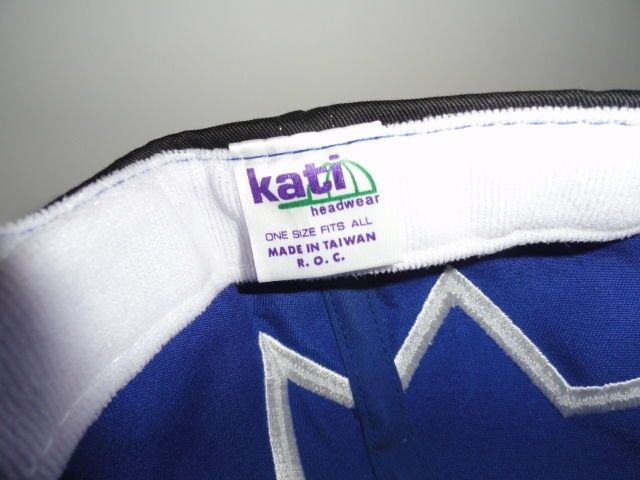 kati
headwear
ONE SIZE FITS ALL
MADE IN TAIWAN
R. O. C.